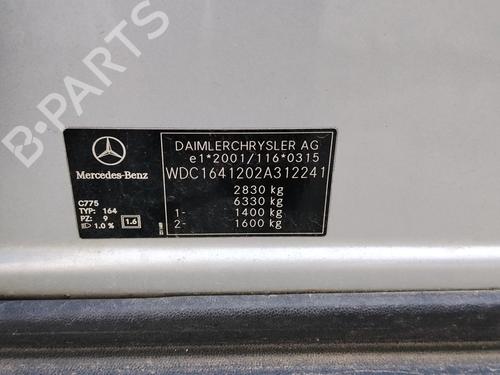 B-PARTS
Mercedes-Benz
DAIMLERCHRYSLER AG
e1*2001/116*0315
WDC1641202A312241
2830 kg
6330 kg
1- 1400 kg
2- 1600 kg
C775
TYP: 164
PZ: 9
1.0 % 1.6